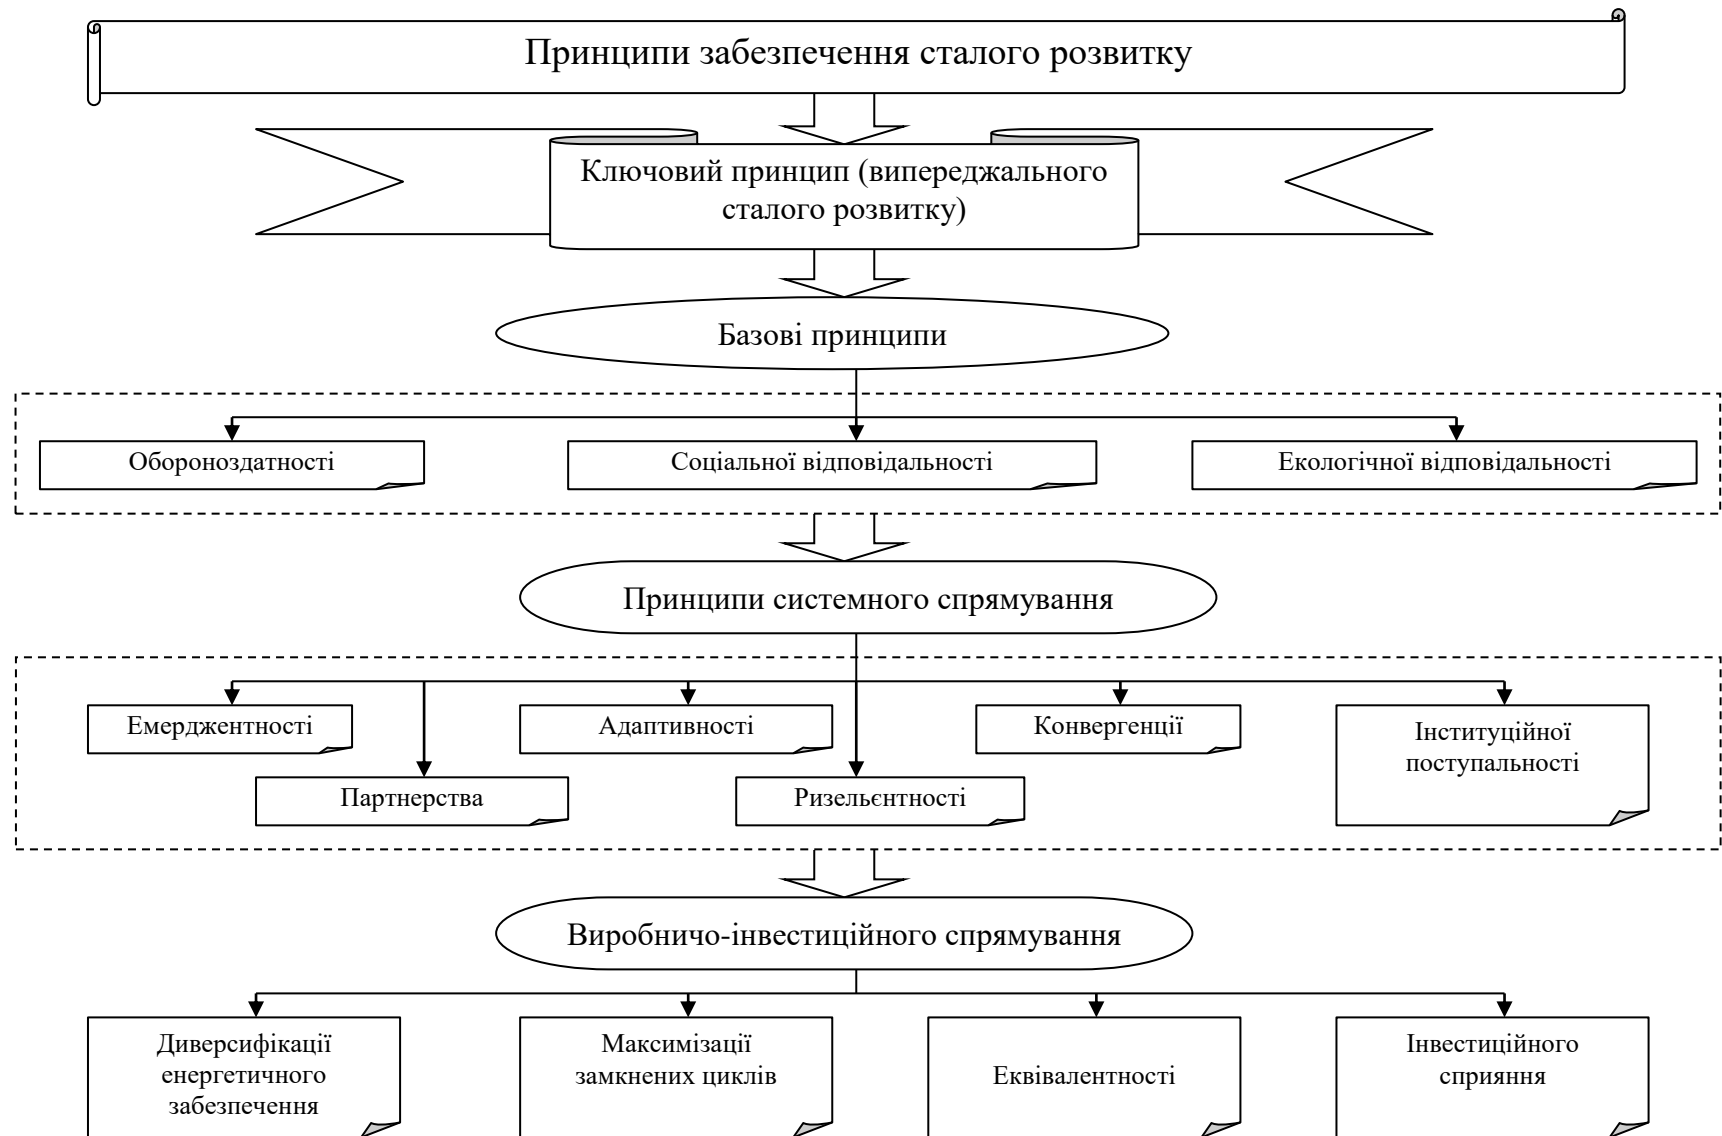 Принципи забезпечення сталого розвитку
Ключовий принцип (випереджального
сталого розвитку)
Базові принципи
Обороноздатності
Соціальної відповідальності
Екологічної відповідальності
Принципи системного спрямування
Емерджентності
Адаптивності
Конвергенції
Інституційної
поступальності
Партнерства
Ризельєнтності
Виробничо-інвестиційного спрямування
Диверсифікації
енергетичного
забезпечення
Максимізації
замкнених циклів
Еквівалентності
Інвестиційного
сприяння